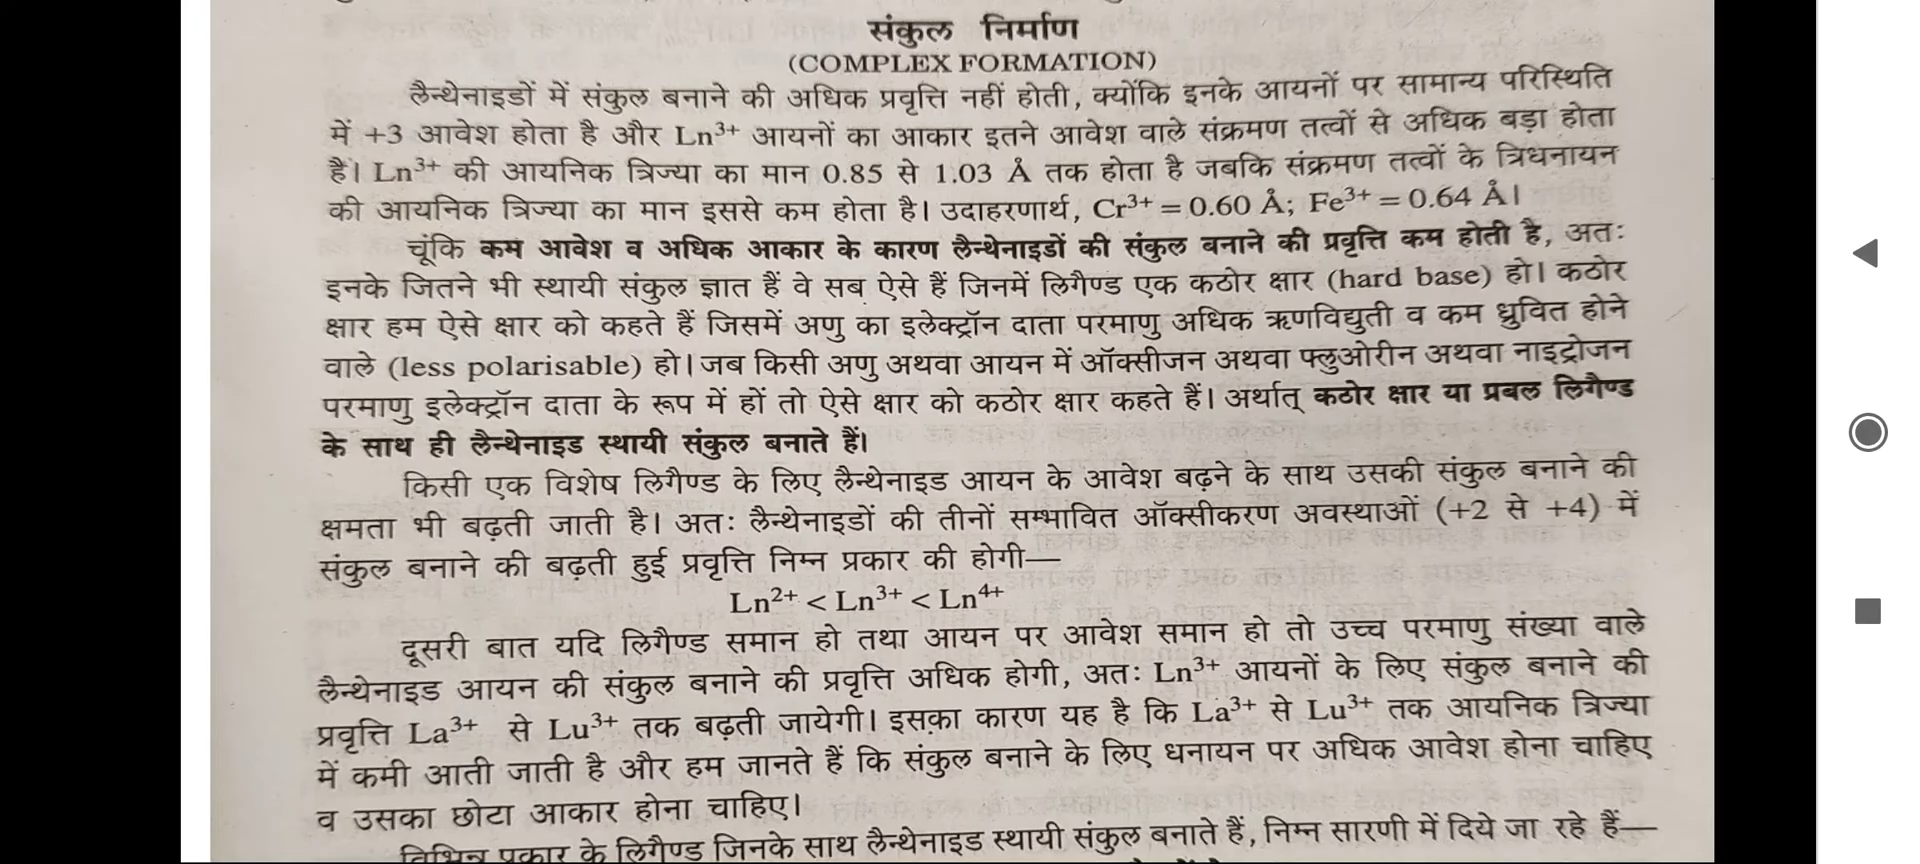 संकुल निर्माण
(COMPLEX FORMATION)
लैन्थेनाइडों में संकुल बनाने की अधिक प्रवृत्ति नहीं होती, क्योंकि इनके आयनों पर सामान्य परिस्थिति
में +3 आवेश होता है और Ln³⁺ आयनों का आकार इतने आवेश वाले संक्रमण तत्वों से अधिक बड़ा होता
है। Ln³⁺ की आयनिक त्रिज्या का मान 0.85 से 1.03 Å तक होता है जबकि संक्रमण तत्वों के त्रिधनायन
की आयनिक त्रिज्या का मान इससे कम होता है। उदाहरणार्थ, Cr³⁺ = 0.60 Å; Fe³⁺ = 0.64 Å।
चूंकि कम आवेश व अधिक आकार के कारण लैन्थेनाइडों की संकुल बनाने की प्रवृत्ति कम होती है, अतः
इनके जितने भी स्थायी संकुल ज्ञात हैं वे सब ऐसे हैं जिनमें लिगैण्ड एक कठोर क्षार (hard base) हो। कठोर
क्षार हम ऐसे क्षार को कहते हैं जिसमें अणु का इलेक्ट्रॉन दाता परमाणु अधिक ऋणविद्युती व कम ध्रुवित होने
वाले (less polarisable) हो। जब किसी अणु अथवा आयन में ऑक्सीजन अथवा फ्लुओरीन अथवा नाइट्रोजन
परमाणु इलेक्ट्रॉन दाता के रूप में हों तो ऐसे क्षार को कठोर क्षार कहते हैं। अर्थात् कठोर क्षार या प्रबल लिगैण्ड
के साथ ही लैन्थेनाइड स्थायी संकुल बनाते हैं।
किसी एक विशेष लिगैण्ड के लिए लैन्थेनाइड आयन के आवेश बढ़ने के साथ उसकी संकुल बनाने की
क्षमता भी बढ़ती जाती है। अतः लैन्थेनाइडों की तीनों सम्भावित ऑक्सीकरण अवस्थाओं (+2 से +4) में
संकुल बनाने की बढ़ती हुई प्रवृत्ति निम्न प्रकार की होगी—
Ln²⁺ < Ln³⁺ < Ln⁴⁺
दूसरी बात यदि लिगैण्ड समान हो तथा आयन पर आवेश समान हो तो उच्च परमाणु संख्या वाले
लैन्थेनाइड आयन की संकुल बनाने की प्रवृत्ति अधिक होगी, अतः Ln³⁺ आयनों के लिए संकुल बनाने की
प्रवृत्ति La³⁺ से Lu³⁺ तक बढ़ती जायेगी। इसका कारण यह है कि La³⁺ से Lu³⁺ तक आयनिक त्रिज्या
में कमी आती जाती है और हम जानते हैं कि संकुल बनाने के लिए धनायन पर अधिक आवेश होना चाहिए
व उसका छोटा आकार होना चाहिए।
विभिन्न प्रकार के लिगैण्ड जिनके साथ लैन्थेनाइड स्थायी संकुल बनाते हैं, निम्न सारणी में दिये जा रहे हैं—